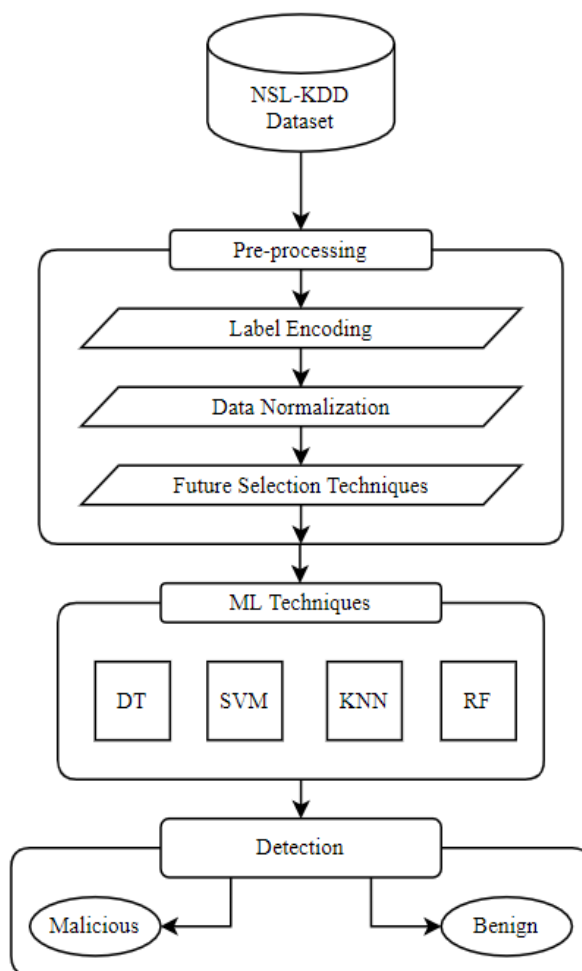 NSL-KDD
Dataset
Pre-processing
Label Encoding
Data Normalization
Future Selection Techniques
ML Techniques
DT
SVM
KNN
RF
Detection
Malicious
Benign